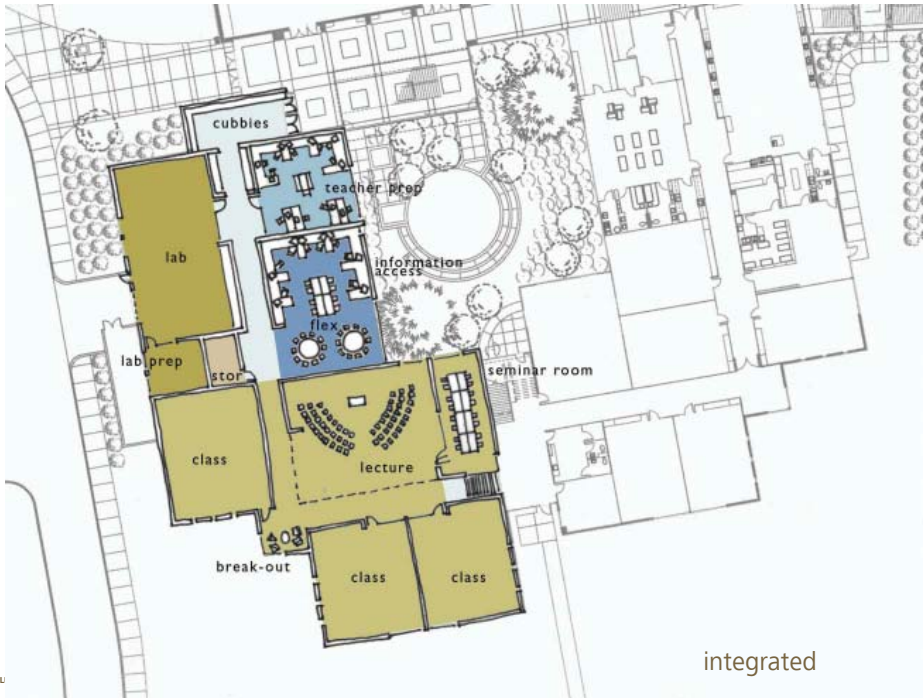 cubbies
teacher prep
lab
information
access
flex
lab prep
stor
seminar room
class
lecture
break-out
class
class
integrated